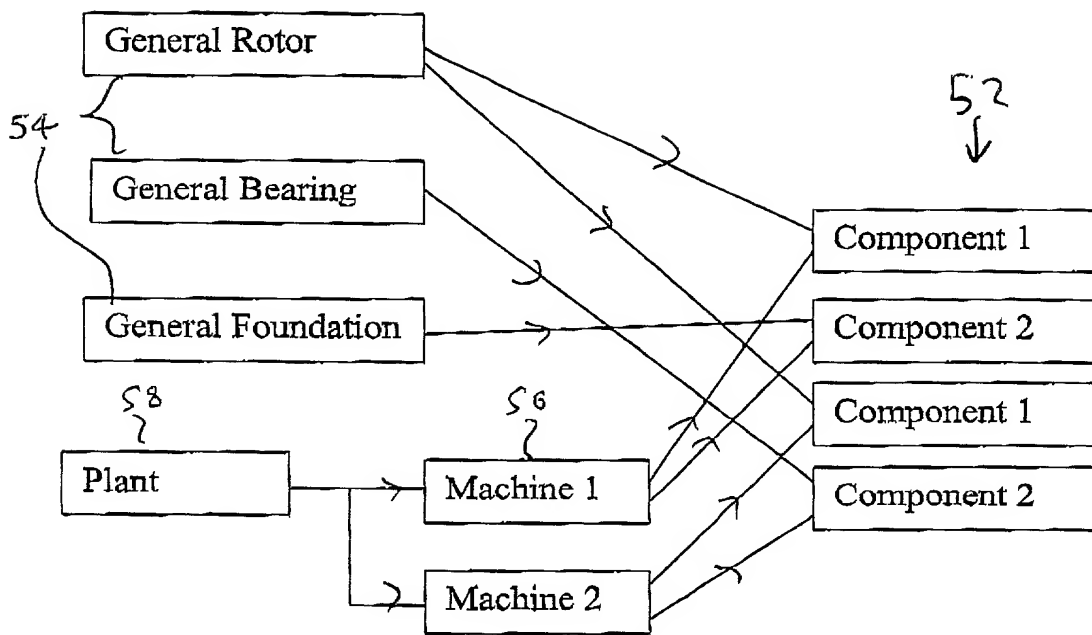 General Rotor
52
54
General Bearing
Component 1
General Foundation
Component 2
58
56
Component 1
Plant
Machine 1
Component 2
Machine 2